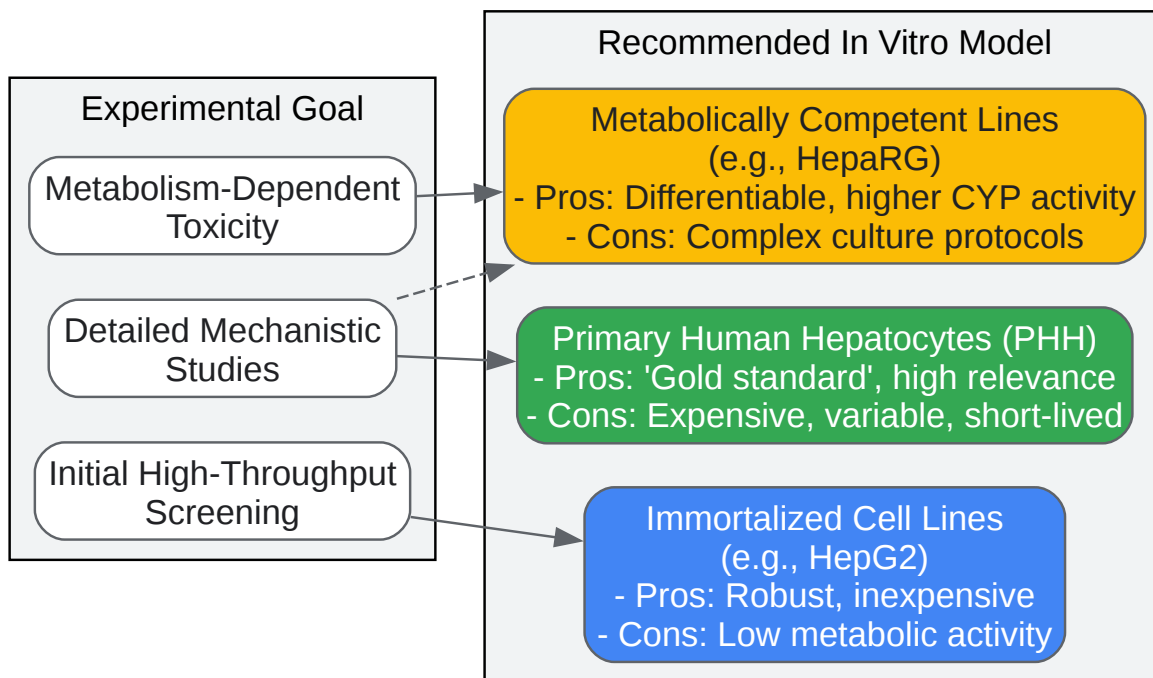 Experimental Goal
Metabolism-Dependent
Toxicity
Detailed Mechanistic
Studies
Initial High-Throughput
Screening
Recommended In Vitro Model
Metabolically Competent Lines
(e.g., HepaRG)
- Pros: Differentiable, higher CYP activity
- Cons: Complex culture protocols
Primary Human Hepatocytes (PHH)
- Pros: 'Gold standard', high relevance
- Cons: Expensive, variable, short-lived
Immortalized Cell Lines
(e.g., HepG2)
- Pros: Robust, inexpensive
- Cons: Low metabolic activity